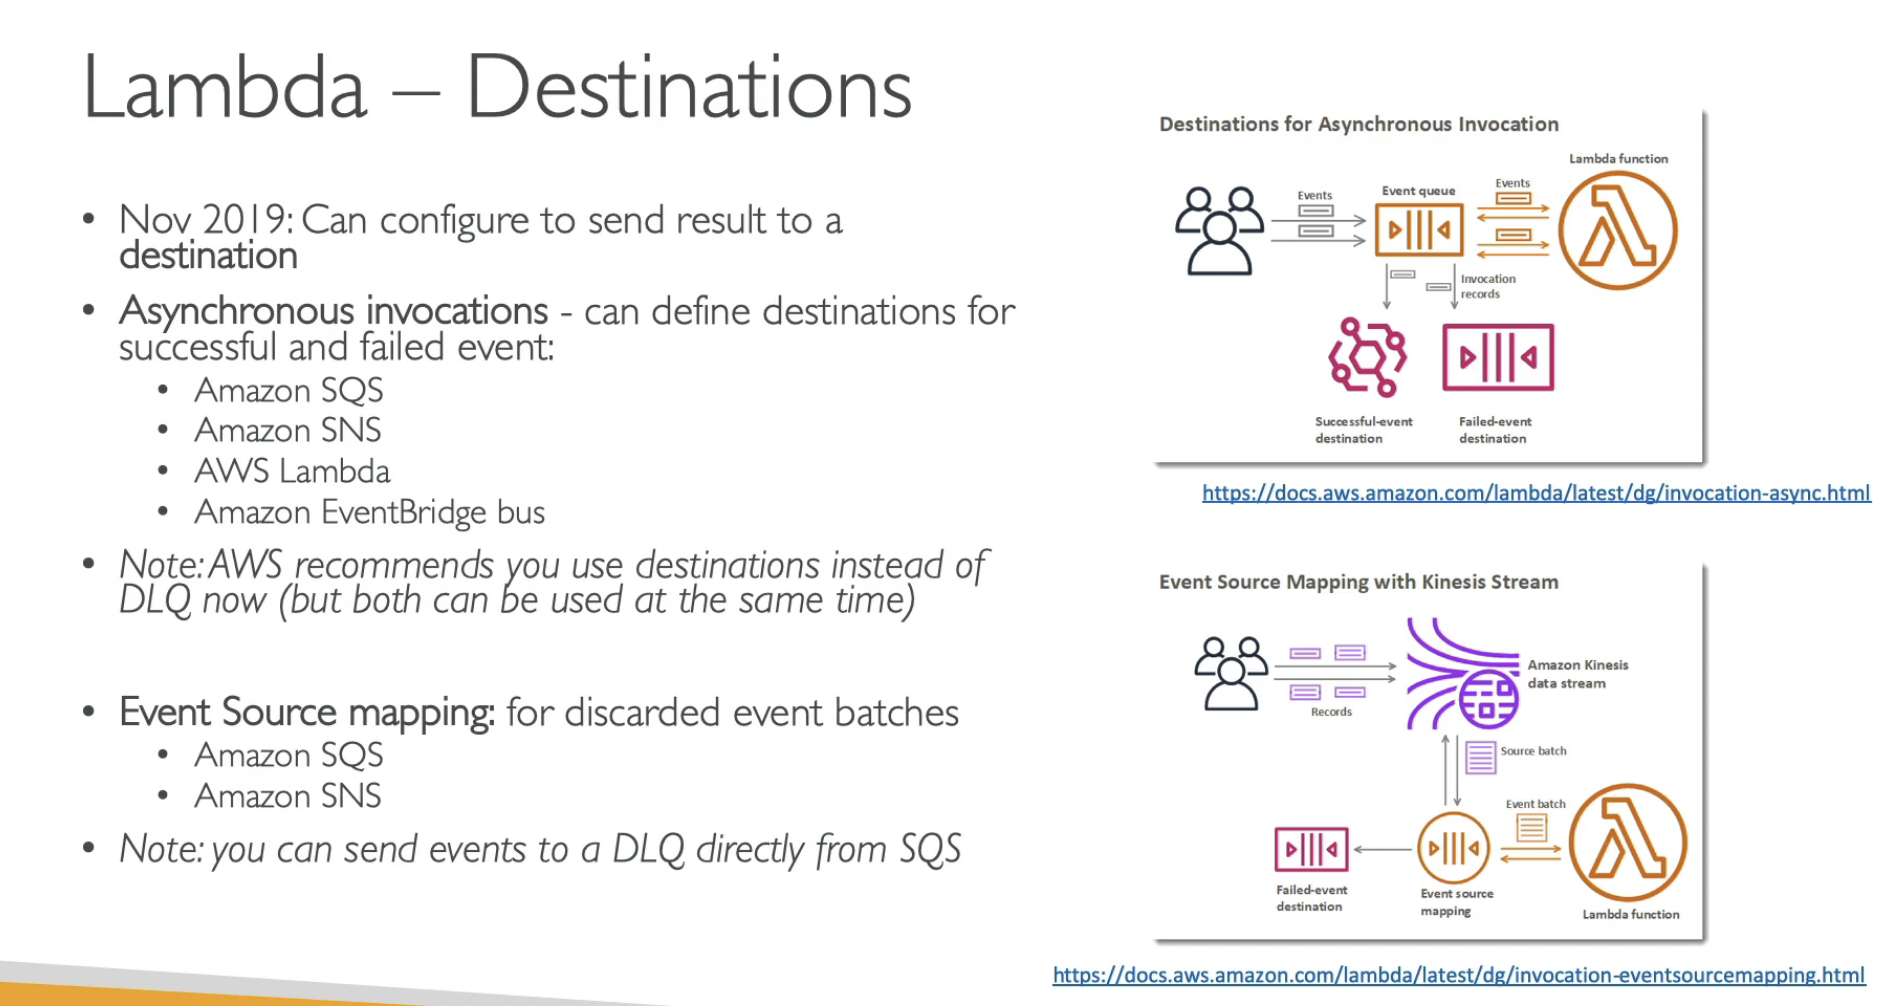 Lambda – Destinations
• Nov 2019: Can configure to send result to a
destination
• Asynchronous invocations - can define destinations for
successful and failed event:
• Amazon SQS
• Amazon SNS
• AWS Lambda
• Amazon EventBridge bus
• Note: AWS recommends you use destinations instead of
DLQ now (but both can be used at the same time)
• Event Source mapping: for discarded event batches
• Amazon SQS
• Amazon SNS
• Note: you can send events to a DLQ directly from SQS
Destinations for Asynchronous Invocation
Lambda function
Events
Event queue
Events
Invocation
records
Successful-event
destination
Failed-event
destination
https://docs.aws.amazon.com/lambda/latest/dg/invocation-async.html
Event Source Mapping with Kinesis Stream
Amazon Kinesis
data stream
Records
Source batch
Event batch
Failed-event
destination
Event source
mapping
Lambda function
https://docs.aws.amazon.com/lambda/latest/dg/invocation-eventsourcemapping.html